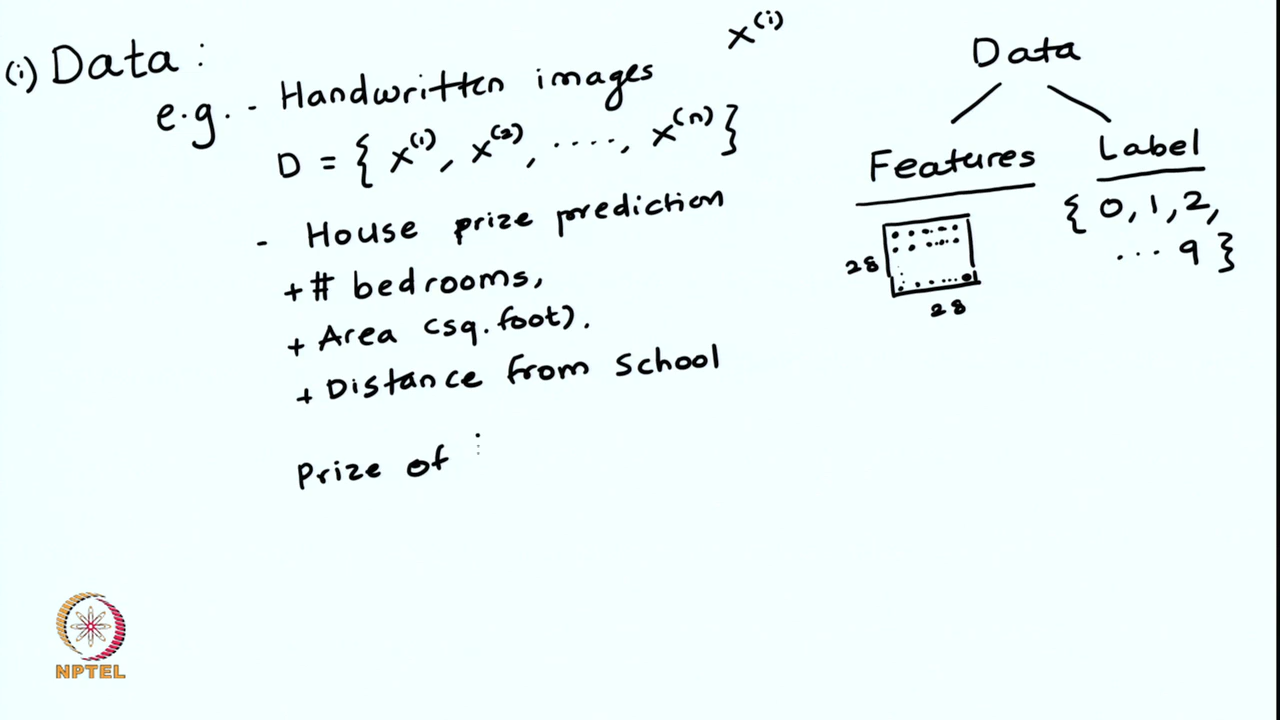 (i) Data :
e.g. - Handwritten images
D = { x^(1), x^(2), ....., x^(n) }
x^(i)
- House prize prediction
+ # bedrooms,
+ Area (sq.foot).
+ Distance from school
Prize of
Data
Features
Label
28
28
{ 0, 1, 2,
... 9 }
NPTEL